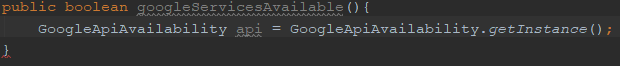 public boolean googleServicesAvailable(){
    GoogleApiAvailability api = GoogleApiAvailability.getInstance();
}